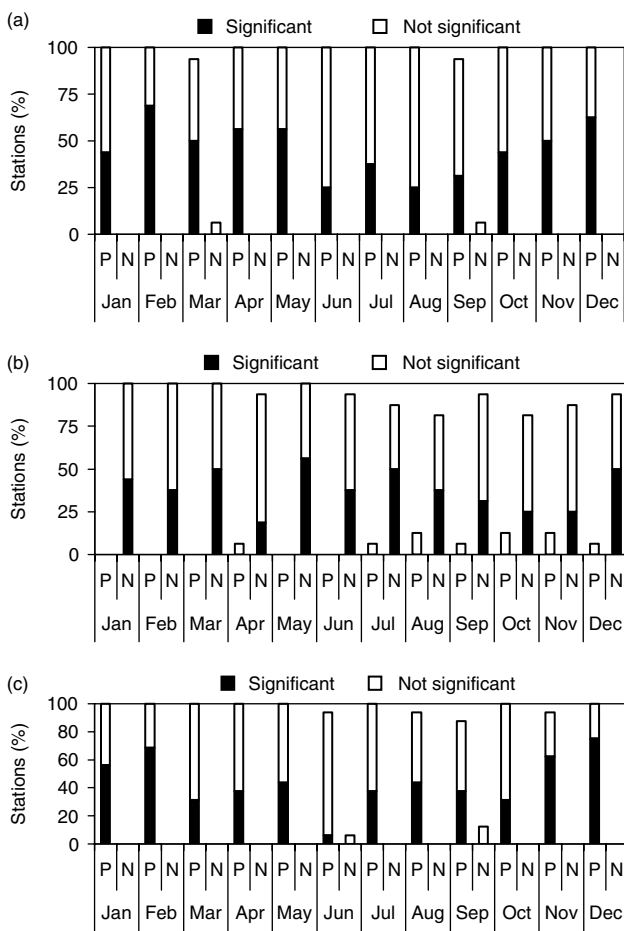 (a)
Significant Not significant
100
75
50
25
0
Stations (%)
P N P N P N P N P N P N P N P N P N P N P N P N
Jan Feb Mar Apr May Jun Jul Aug Sep Oct Nov Dec
(b)
Significant Not significant
100
75
50
25
0
Stations (%)
P N P N P N P N P N P N P N P N P N P N P N P N
Jan Feb Mar Apr May Jun Jul Aug Sep Oct Nov Dec
(c)
Significant Not significant
100
80
60
40
20
0
Stations (%)
P N P N P N P N P N P N P N P N P N P N P N P N
Jan Feb Mar Apr May Jun Jul Aug Sep Oct Nov Dec